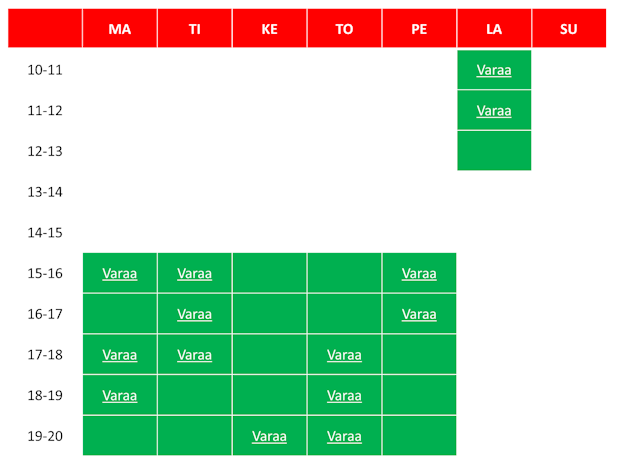 MA TI KE TO PE LA SU
10-11 Varaa
11-12 Varaa
12-13
13-14
14-15
15-16 Varaa Varaa Varaa
16-17 Varaa Varaa
17-18 Varaa Varaa Varaa
18-19 Varaa Varaa
19-20 Varaa Varaa